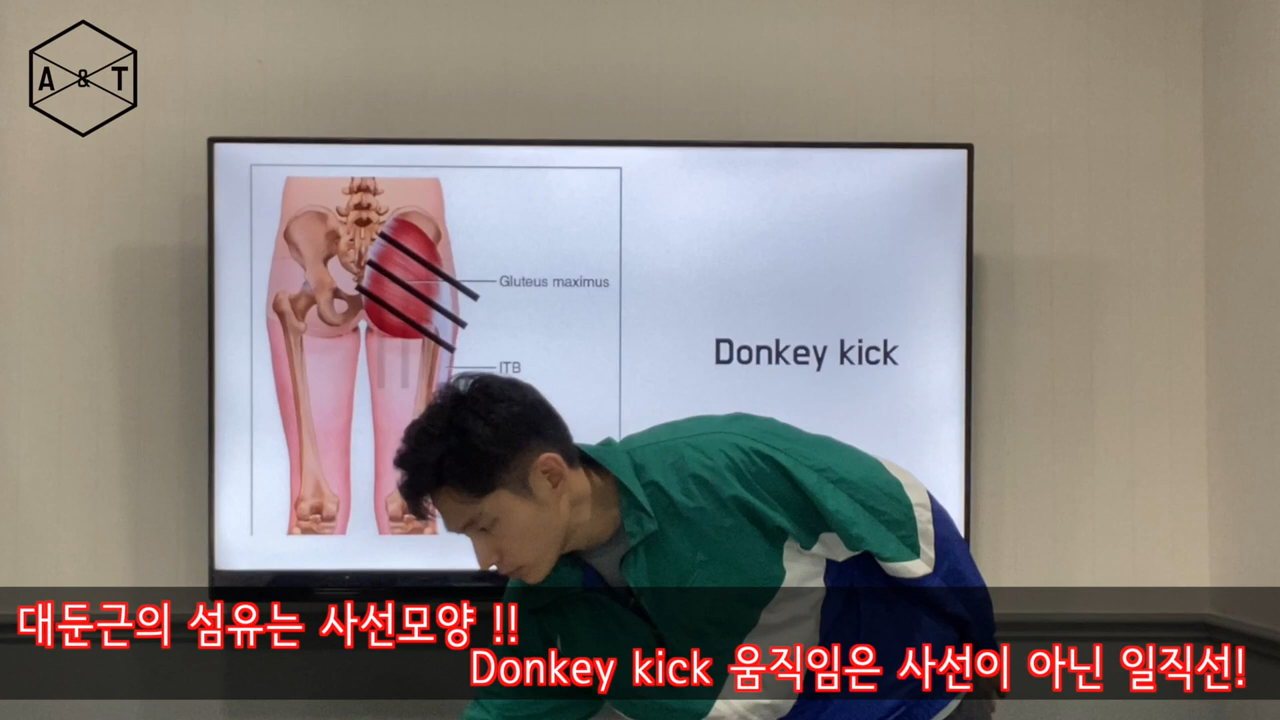 A & T
Gluteus maximus
ITB
Donkey kick
대둔근의 섬유는 사선모양 !!
Donkey kick 움직임은 사선이 아닌 일직선!